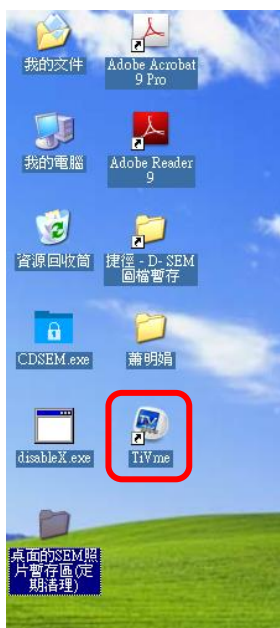 我的文件
Adobe Acrobat
9 Pro
我的電腦
Adobe Reader
9
資源回收筒
捷徑 - D- SEM
圖檔暫存
CDSEM.exe
蕭明娟
disableX.exe
TiVme
桌面的SEM照
片暫存區(定
期清理)